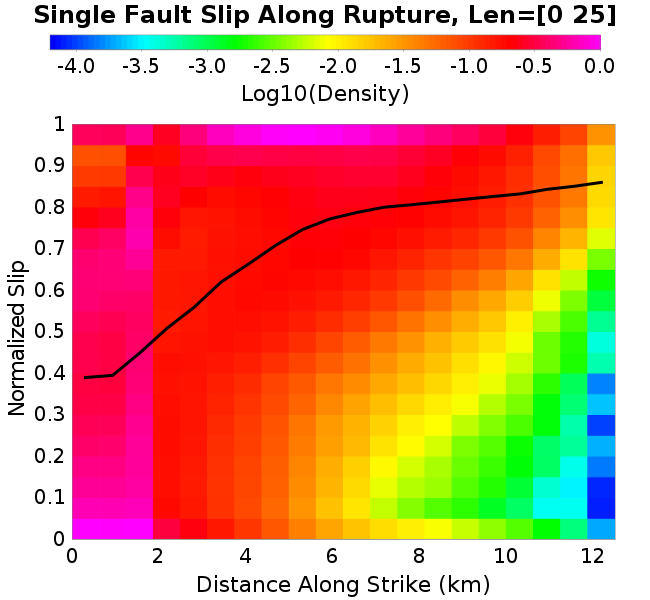 Single Fault Slip Along Rupture, Len=[0 25]
-4.0 -3.5 -3.0 -2.5 -2.0 -1.5 -1.0 -0.5 0.0
Log10(Density)
1
0.9
0.8
0.7
0.6
0.5
0.4
0.3
0.2
0.1
0
Normalized Slip
0 2 4 6 8 10 12
Distance Along Strike (km)